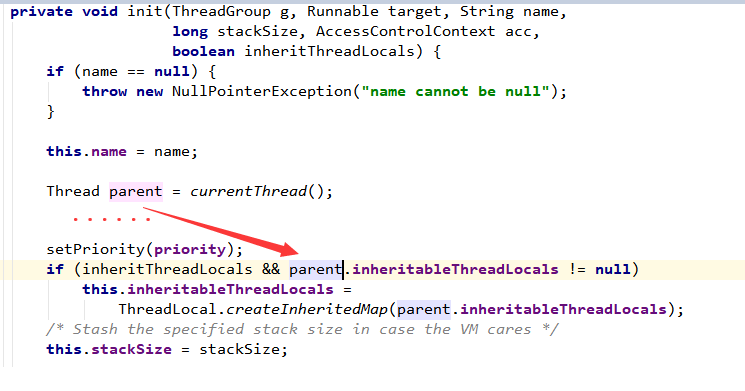 private void init(ThreadGroup g, Runnable target, String name,
                  long stackSize, AccessControlContext acc,
                  boolean inheritThreadLocals) {
    if (name == null) {
        throw new NullPointerException("name cannot be null");
    }
    this.name = name;
    Thread parent = currentThread();
    ......
    setPriority(priority);
    if (inheritThreadLocals && parent.inheritableThreadLocals != null)
        this.inheritableThreadLocals =
            ThreadLocal.createInheritedMap(parent.inheritableThreadLocals);
    /* Stash the specified stack size in case the VM cares */
    this.stackSize = stackSize;